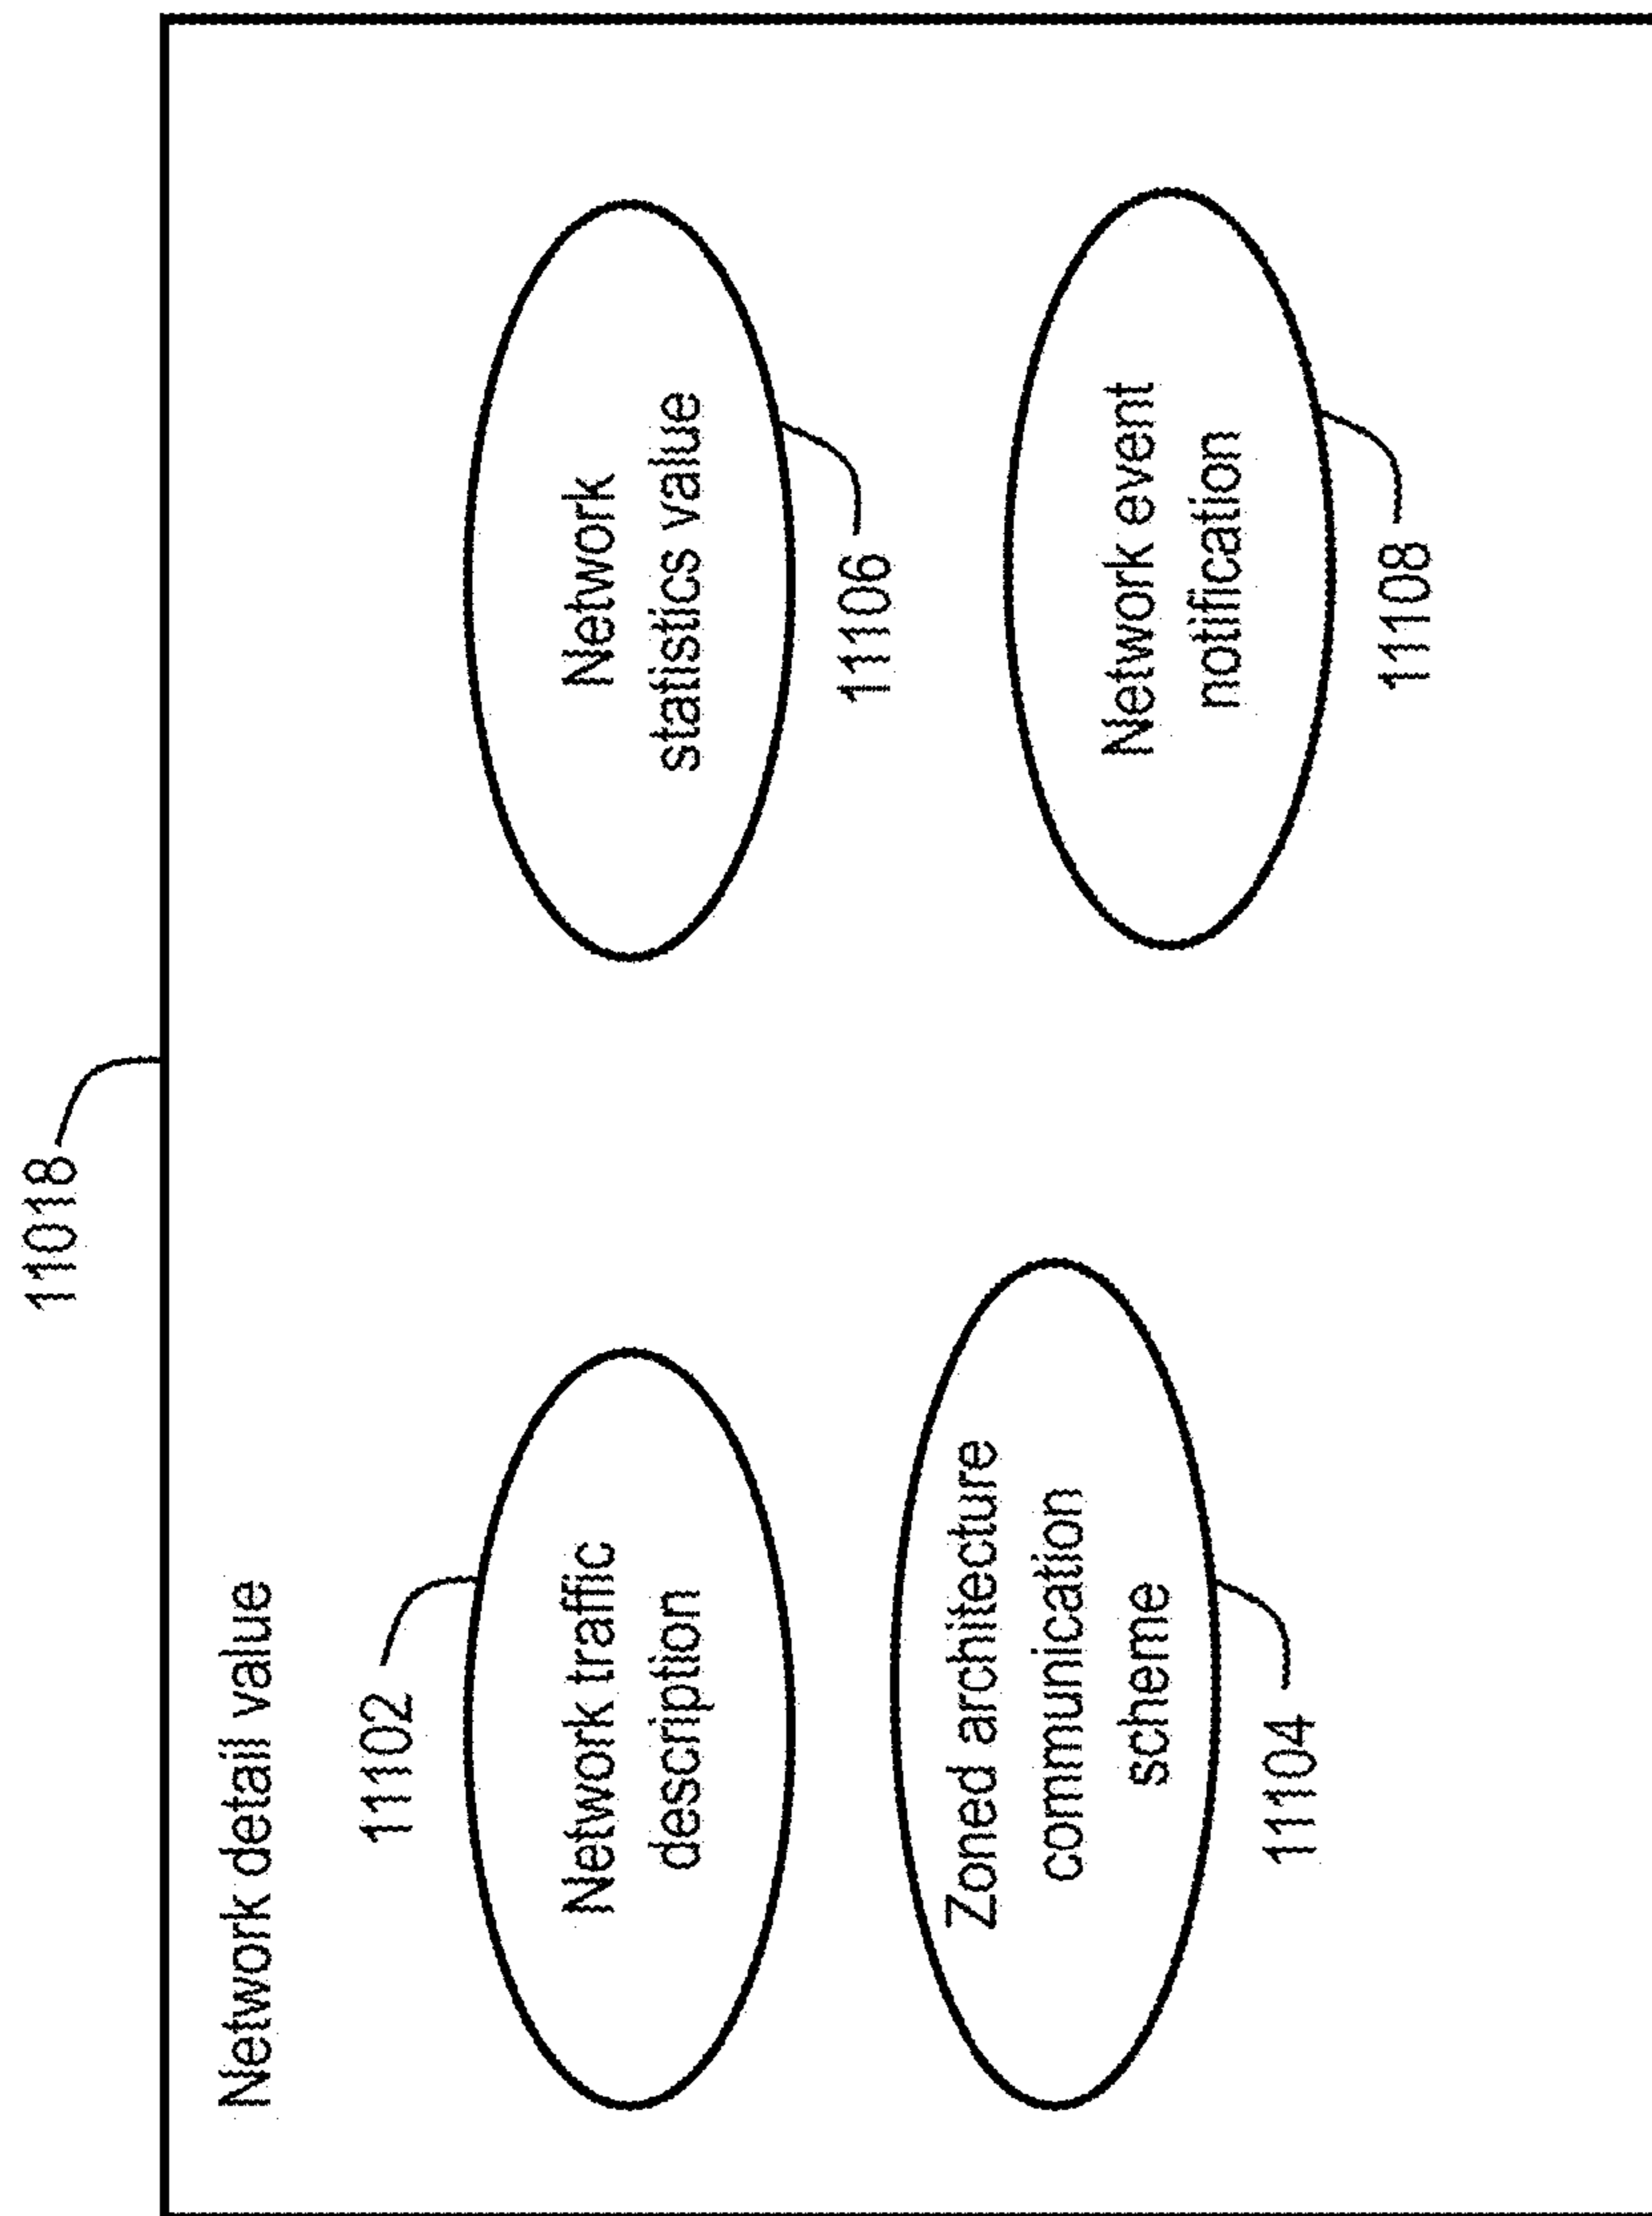 11018
Network detail value
11102
Network traffic
description
Zoned architecture
communication
scheme
11104
Network
statistics value
11106
Network event
notification
11108